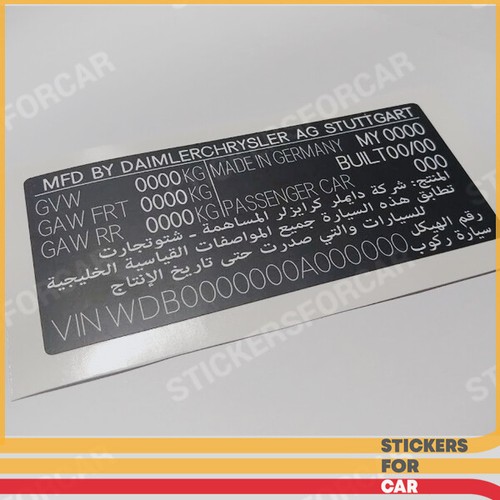 MFD BY DAIMLERCHRYSLER AG STUTTGART
GVW 0000 KG MADE IN GERMANY MY 0000
GAW FRT 0000 KG BUILT 00/00
GAW RR 0000 KG PASSENGER CAR 000
المنتج: شركة دايملر كرايزلر المساهمة - شتوتجارت
تطابق هذه السيارة جميع المواصفات القياسية الخليجية
للسيارات والتي صدرت حتى تاريخ الإنتاج
رقم الهيكل
سيارة ركوب
VIN WDB0000000A000000
STICKERSFORCAR
STICKERS
FOR
CAR